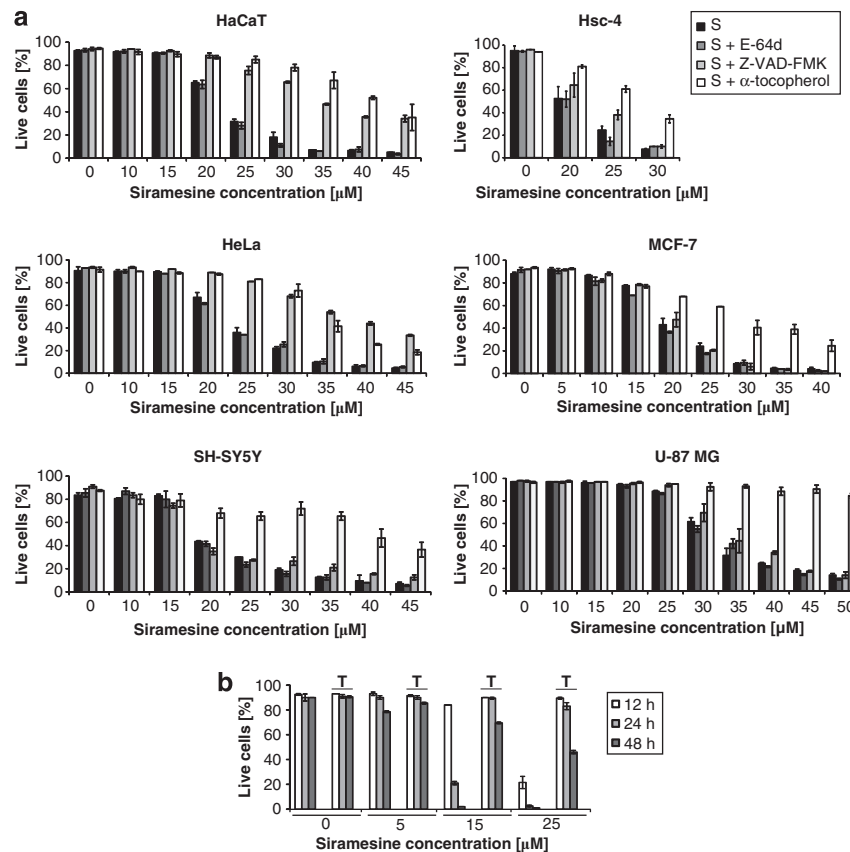 a
HaCaT
Live cells [%]
100
80
60
40
20
0
0 10 15 20 25 30 35 40 45
Siramesine concentration [μM]
Hsc-4
Live cells [%]
100
80
60
40
20
0
0 20 25 30
Siramesine concentration [μM]
S
S + E-64d
S + Z-VAD-FMK
S + α-tocopherol
HeLa
Live cells [%]
100
80
60
40
20
0
0 10 15 20 25 30 35 40 45
Siramesine concentration [μM]
MCF-7
Live cells [%]
100
80
60
40
20
0
0 5 10 15 20 25 30 35 40
Siramesine concentration [μM]
SH-SY5Y
Live cells [%]
100
80
60
40
20
0
0 10 15 20 25 30 35 40 45
Siramesine concentration [μM]
U-87 MG
Live cells [%]
100
80
60
40
20
0
0 10 15 20 25 30 35 40 45 50
Siramesine concentration [μM]
b
Live cells [%]
100
80
60
40
20
0
T T T T
0 5 15 25
Siramesine concentration [μM]
12 h
24 h
48 h